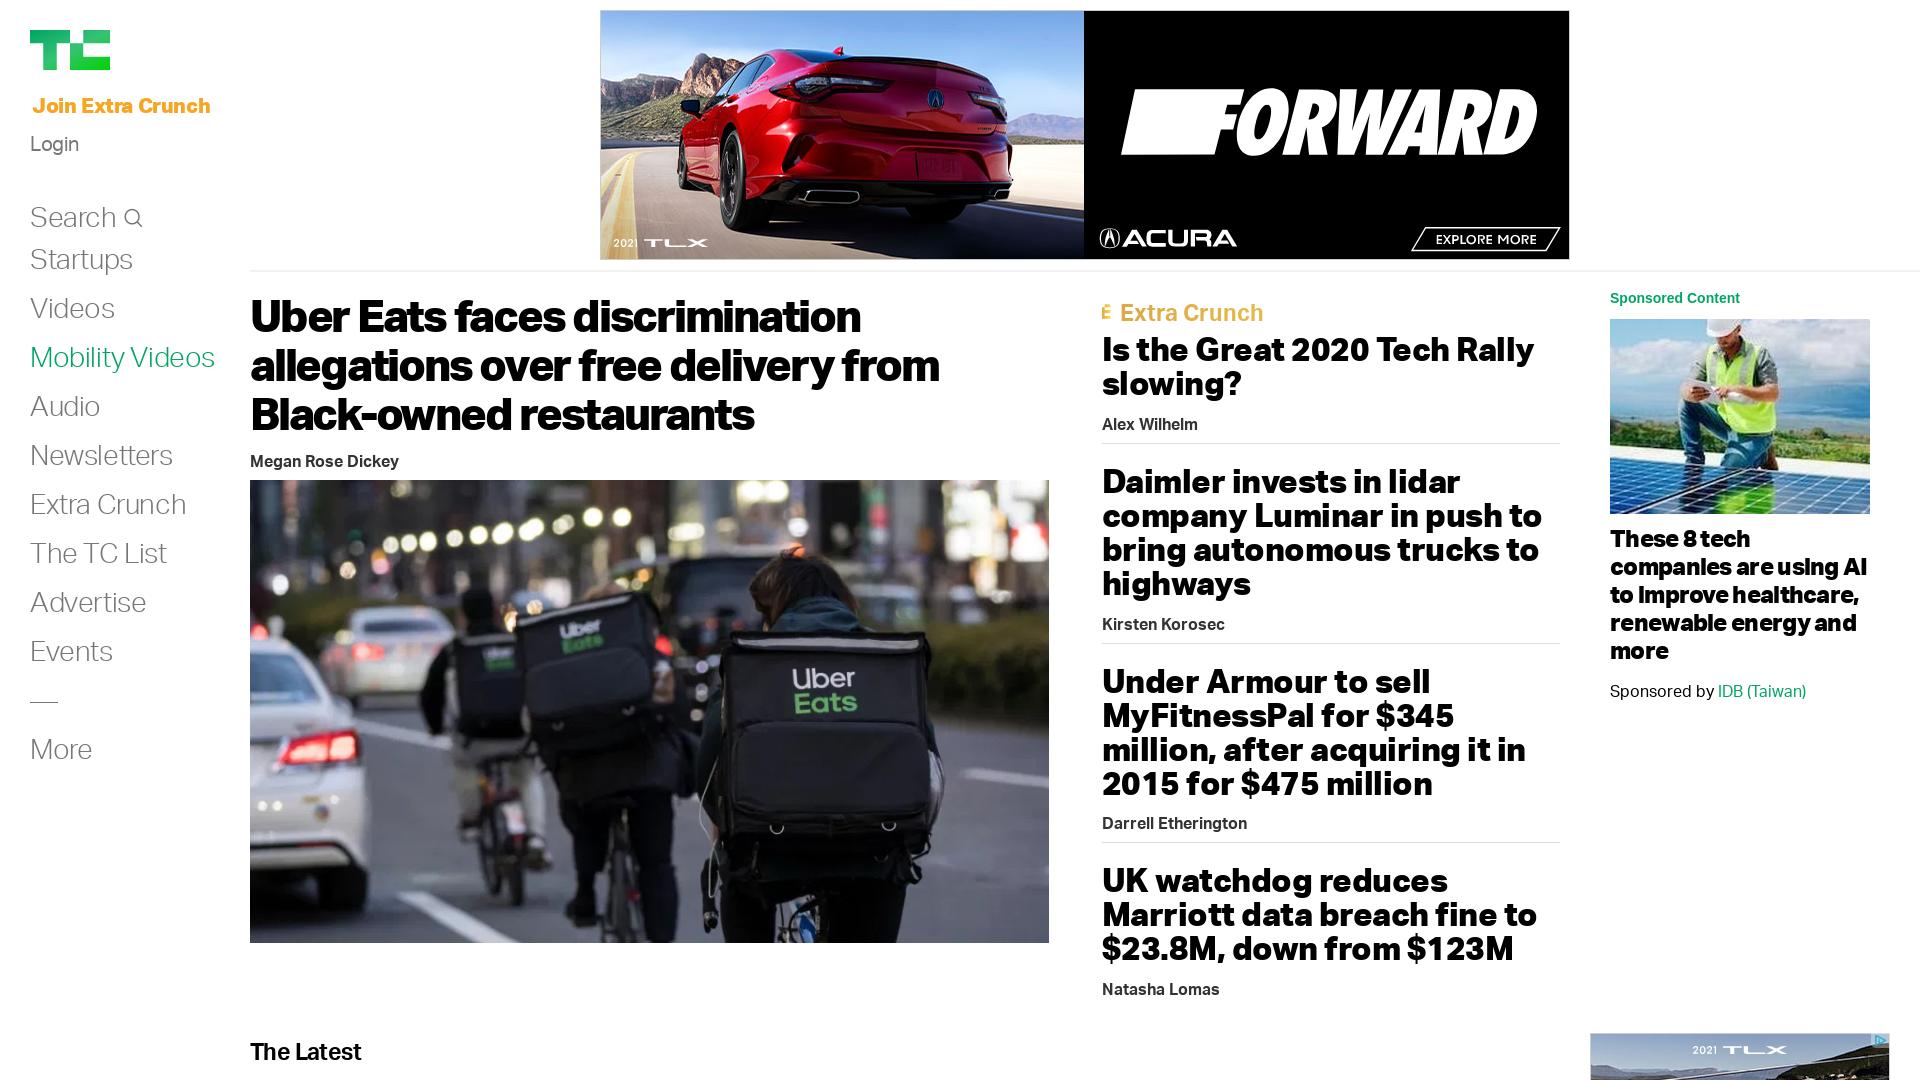 TC
Join Extra Crunch
Login
Search
Startups
Videos
Mobility Videos
Audio
Newsletters
Extra Crunch
The TC List
Advertise
Events
More
2021 TLX
FORWARD
ACURA
EXPLORE MORE
Uber Eats faces discrimination
allegations over free delivery from
Black-owned restaurants
Megan Rose Dickey
Uber
Eats
Uber
Eats
Uber
Eats
Extra Crunch
Is the Great 2020 Tech Rally
slowing?
Alex Wilhelm
Daimler invests in lidar
company Luminar in push to
bring autonomous trucks to
highways
Kirsten Korosec
Under Armour to sell
MyFitnessPal for $345
million, after acquiring it in
2015 for $475 million
Darrell Etherington
UK watchdog reduces
Marriott data breach fine to
$23.8M, down from $123M
Natasha Lomas
Sponsored Content
These 8 tech
companies are using AI
to improve healthcare,
renewable energy and
more
Sponsored by IDB (Taiwan)
The Latest
2021 TLX